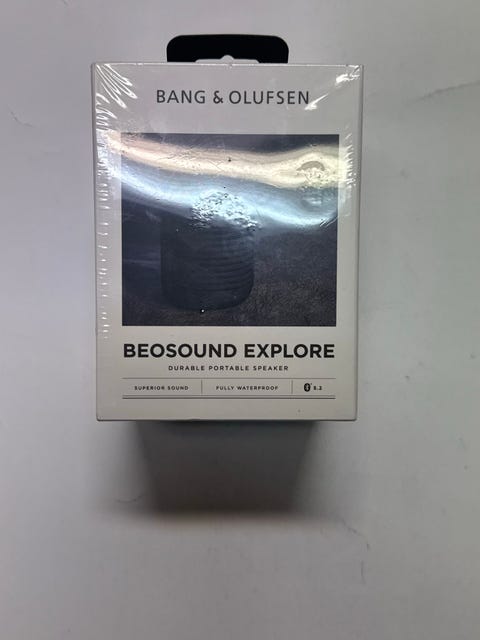 BANG & OLUFSEN
BEOSOUND EXPLORE
DURABLE PORTABLE SPEAKER
SUPERIOR SOUND FULLY WATERPROOF 5.2